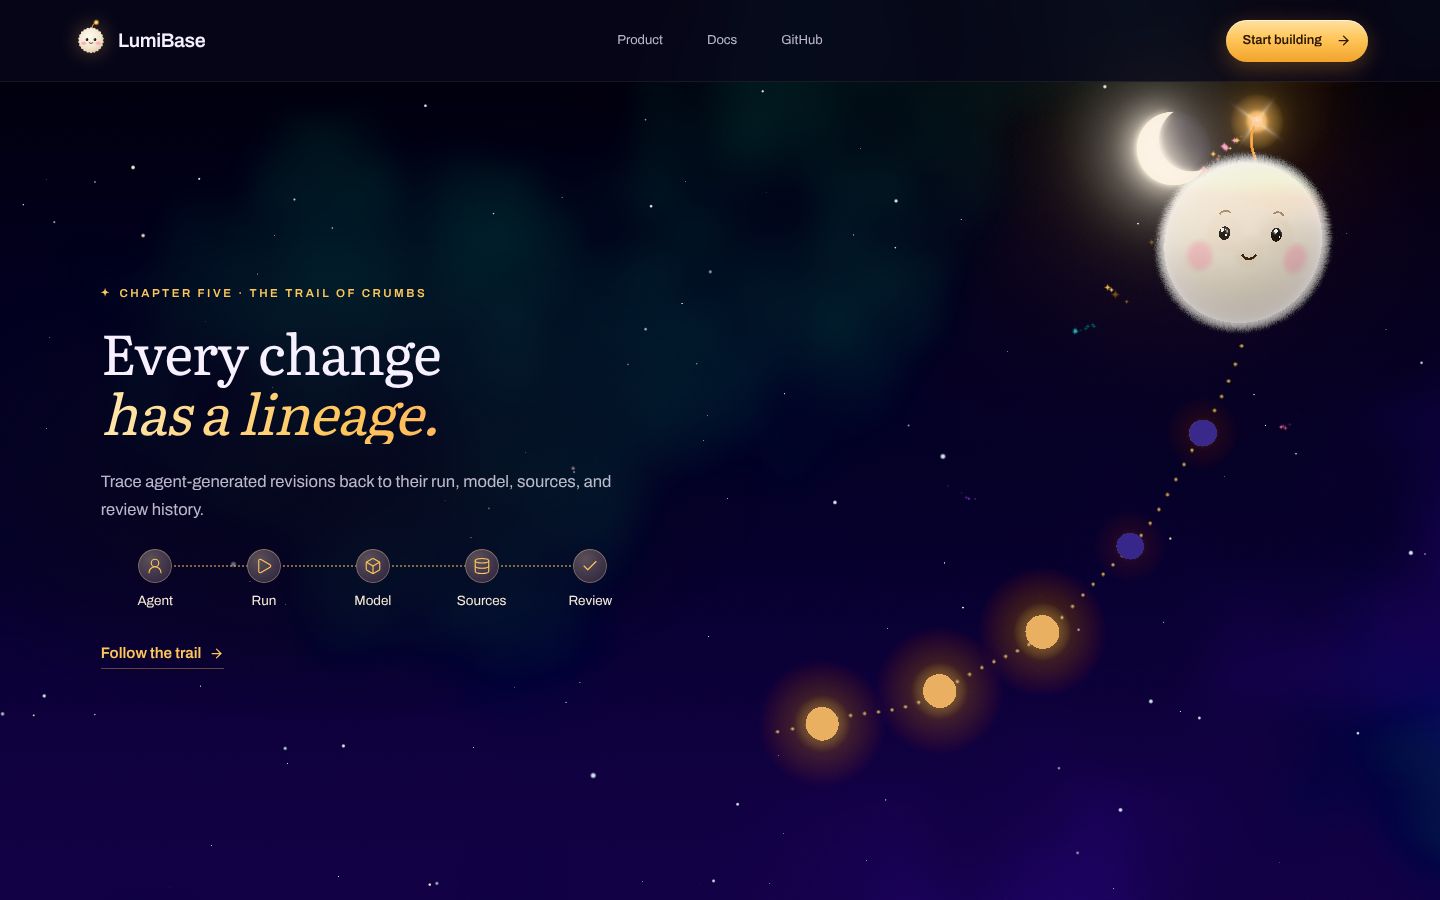 LumiBase
Product
Docs
GitHub
Start building
CHAPTER FIVE · THE TRAIL OF CRUMBS
Every change
has a lineage.
Trace agent-generated revisions back to their run, model, sources, and
review history.
Agent
Run
Model
Sources
Review
Follow the trail